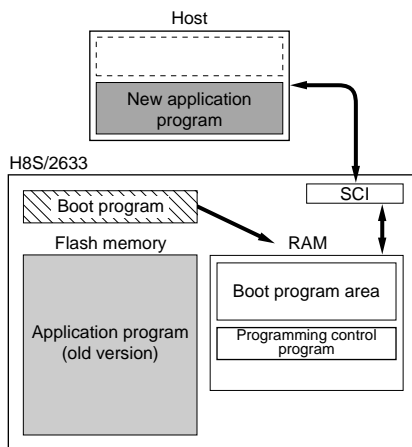 Host
New application
program
H8S/2633
SCI
Boot program
Flash memory
RAM
Boot program area
Application program
(old version)
Programming control
program